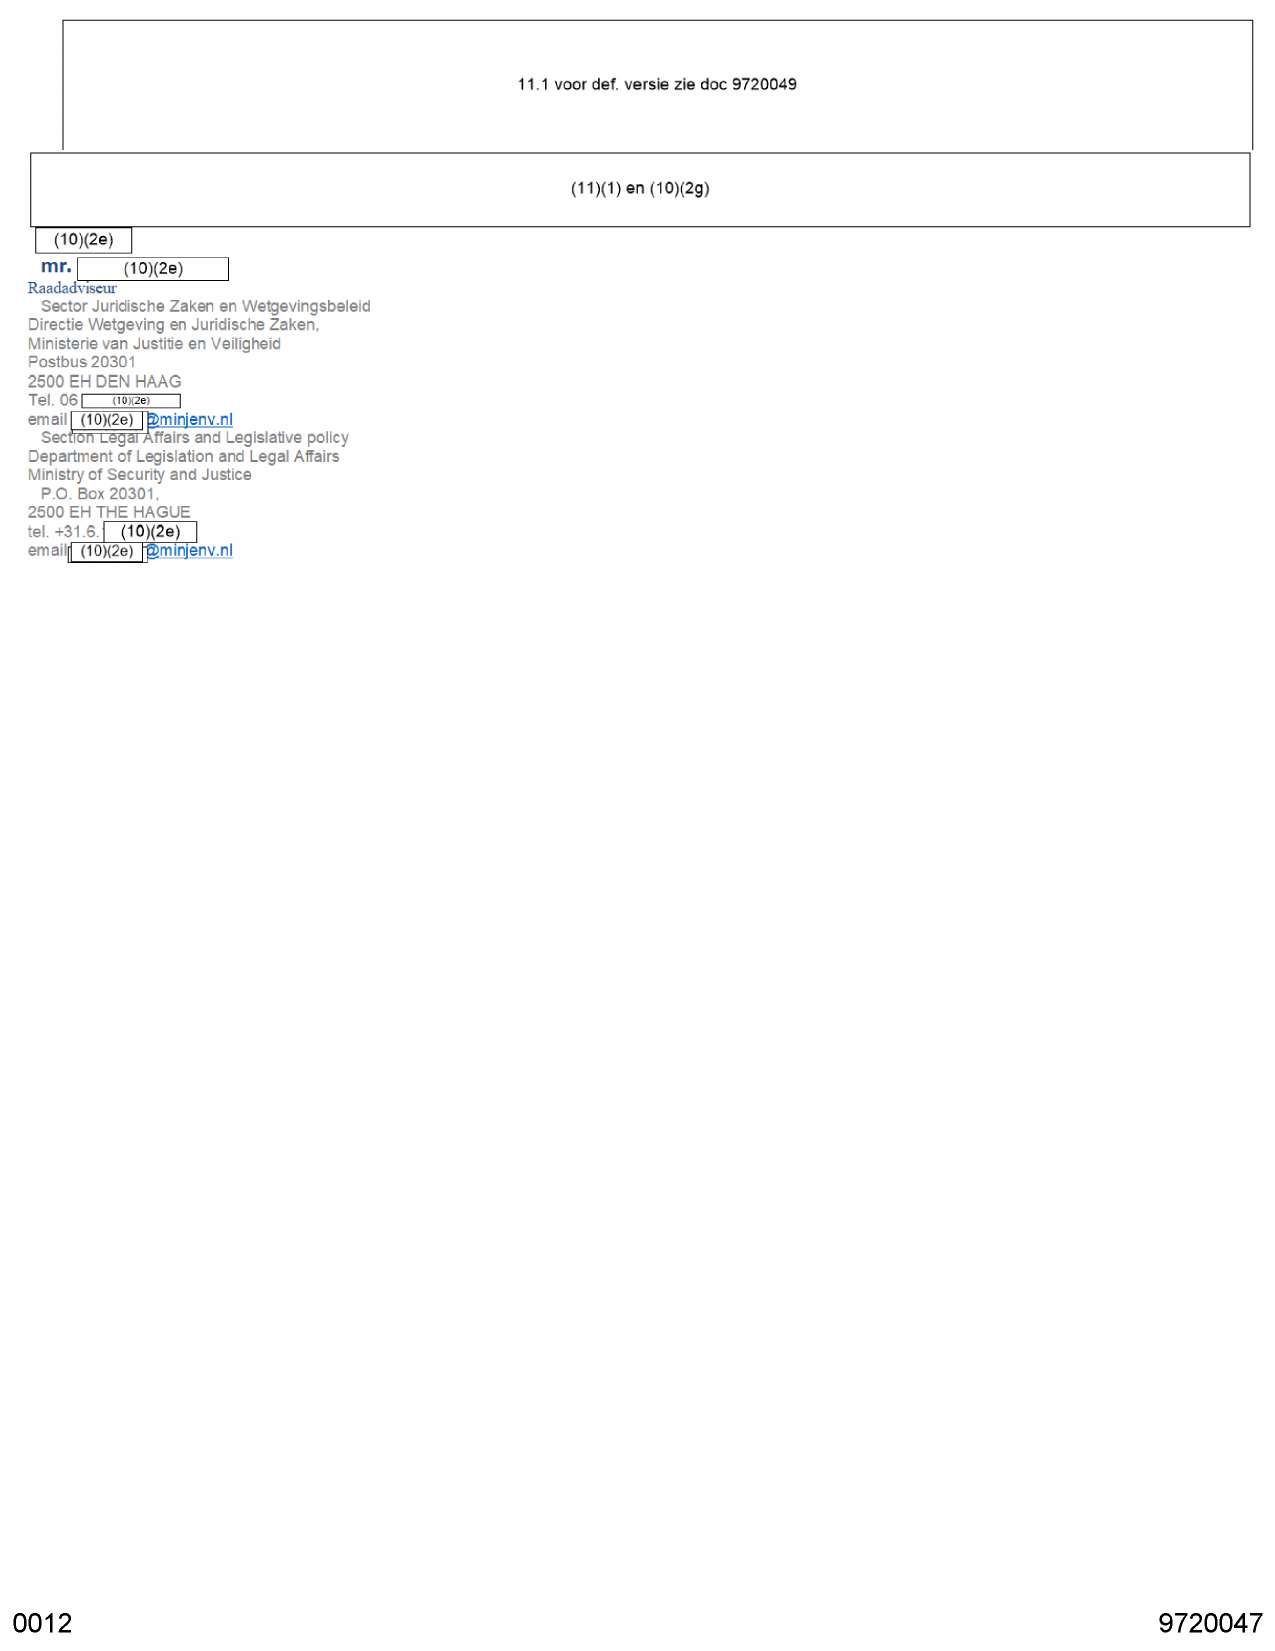 11.1 voor def. versie zie doc 9720049
(11)(1) en (10)(2g)
(10)(2e)
mr. (10)(2e)
Raadadviseur
Sector Juridische Zaken en Wetgevingsbeleid
Directie Wetgeving en Juridische Zaken,
Ministerie van Justitie en Veiligheid
Postbus 20301
2500 EH DEN HAAG
Tel. 06 (10)(2e)
email (10)(2e) @minjenv.nl
Section Legal Affairs and Legislative policy
Department of Legislation and Legal Affairs
Ministry of Security and Justice
P.O. Box 20301,
2500 EH THE HAGUE
tel. +31.6. (10)(2e)
email (10)(2e) @minjenv.nl
0012 9720047